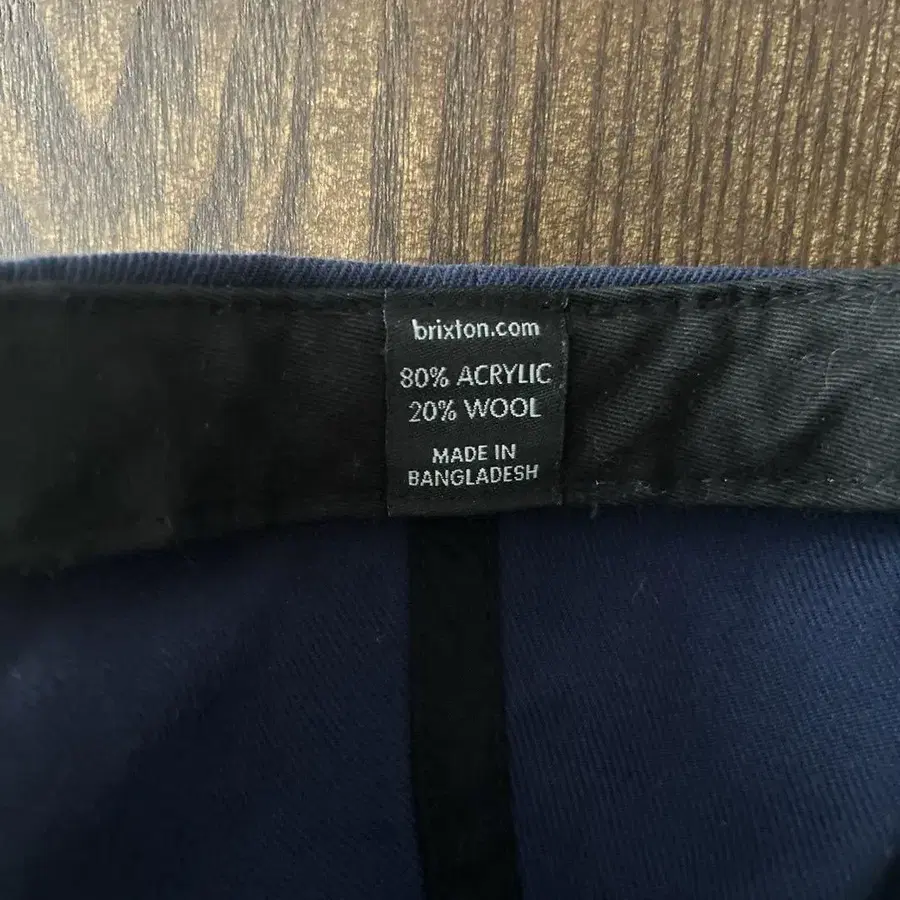 brixton.com
80% ACRYLIC
20% WOOL
MADE IN
BANGLADESH